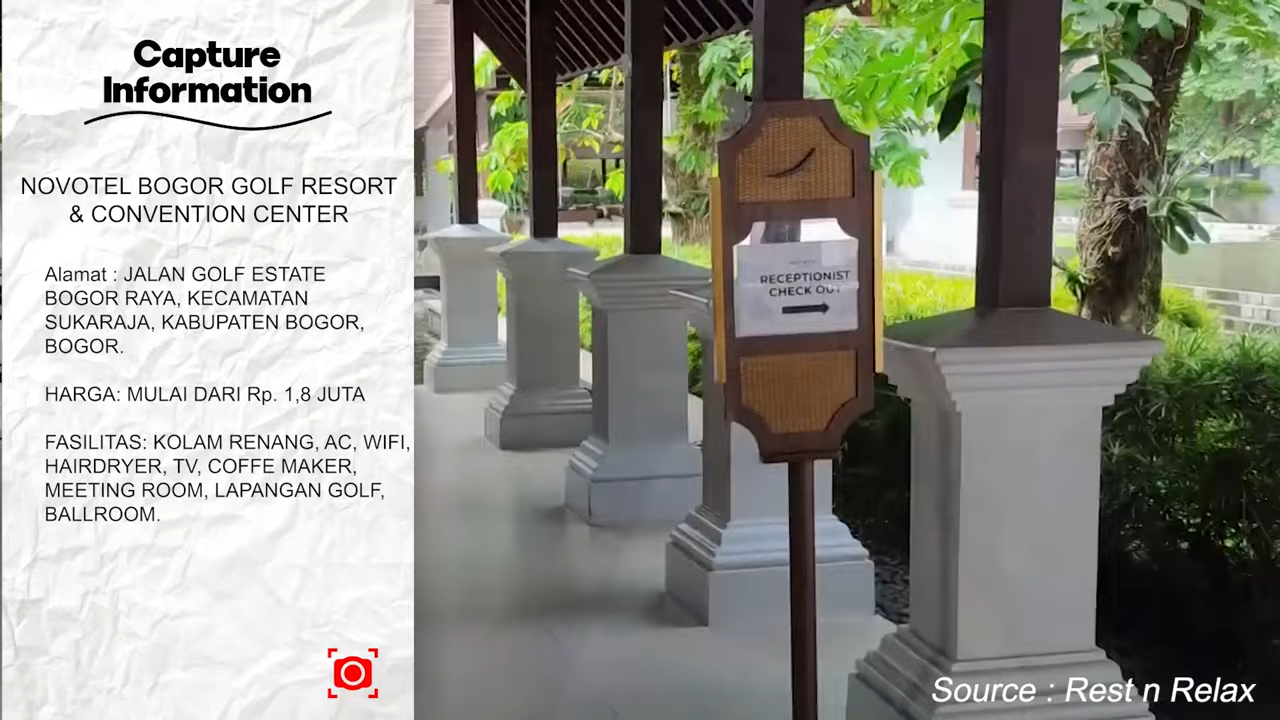 Capture
Information
NOVOTEL BOGOR GOLF RESORT
& CONVENTION CENTER
Alamat : JALAN GOLF ESTATE
BOGOR RAYA, KECAMATAN
SUKARAJA, KABUPATEN BOGOR,
BOGOR.
HARGA: MULAI DARI Rp. 1,8 JUTA
FASILITAS: KOLAM RENANG, AC, WIFI,
HAIRDRYER, TV, COFFE MAKER,
MEETING ROOM, LAPANGAN GOLF,
BALLROOM.
RECEPTIONIST
CHECK OUT
Source : Rest n Relax